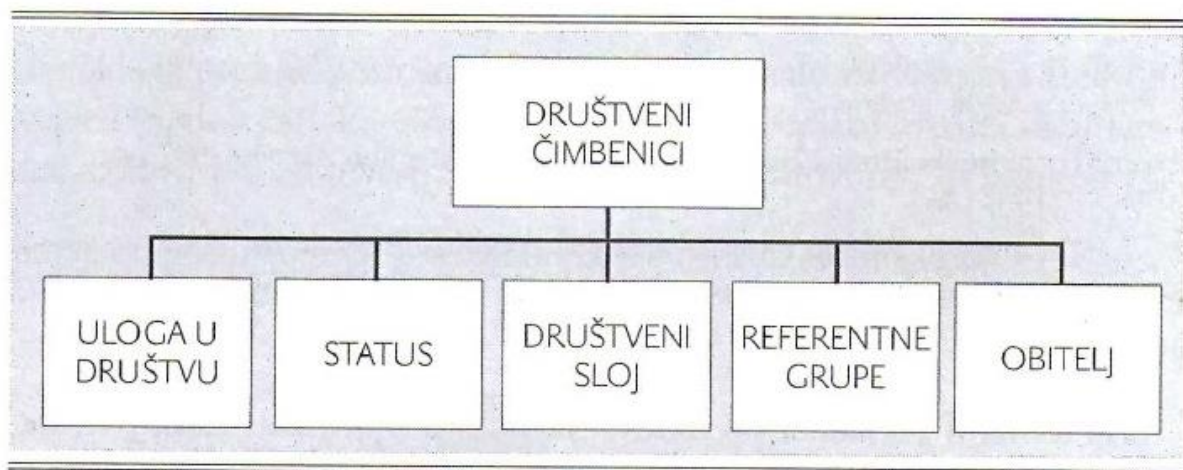 DRUŠTVENI
ČIMBENICI
ULOGA U
DRUŠTVU
STATUS
DRUŠTVENI
SLOJ
REFERENTNE
GRUPE
OBITELJ